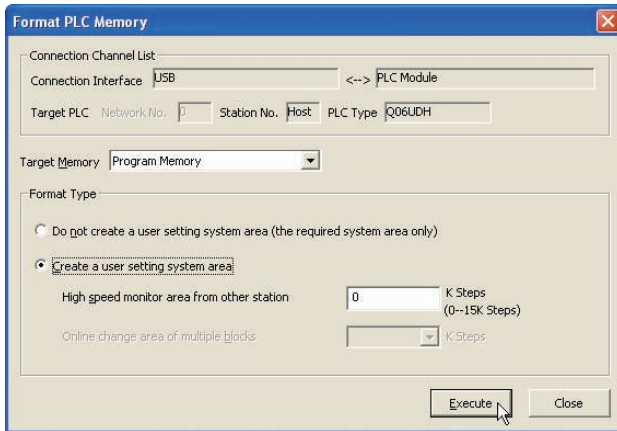 Format PLC Memory
Connection Channel List
Connection Interface USB <--> PLC Module
Target PLC Network No. 0 Station No. Host PLC Type Q06UDH
Target Memory Program Memory
Format Type
Do not create a user setting system area (the required system area only)
Create a user setting system area
High speed monitor area from other station 0 K Steps
(0--15K Steps)
Online change area of multiple blocks K Steps
Execute Close